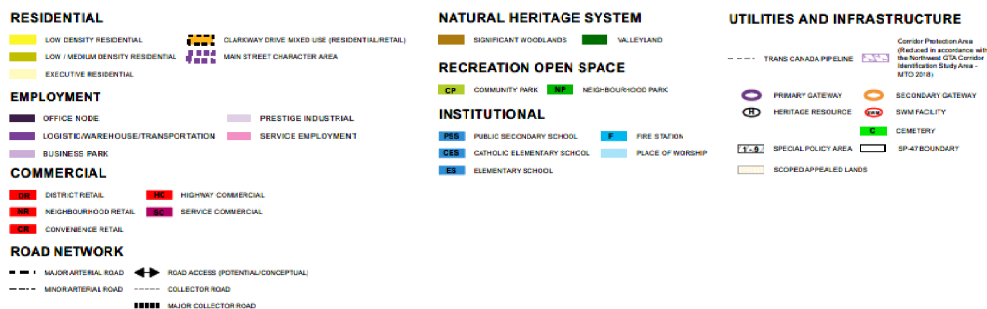 RESIDENTIAL
LOW DENSITY RESIDENTIAL
CLARKWAY DRIVE MIXED USE (RESIDENTIAL/RETAIL)
LOW / MEDIUM DENSITY RESIDENTIAL
MAIN STREET CHARACTER AREA
EXECUTIVE RESIDENTIAL
EMPLOYMENT
OFFICE NODE
PRESTIGE INDUSTRIAL
LOGISTIC/WAREHOUSE/TRANSPORTATION
SERVICE EMPLOYMENT
BUSINESS PARK
COMMERCIAL
DR DISTRICT RETAIL
HC HIGHWAY COMMERCIAL
NR NEIGHBOURHOOD RETAIL
SC SERVICE COMMERCIAL
CR CONVENIENCE RETAIL
ROAD NETWORK
MAJOR ARTERIAL ROAD
ROAD ACCESS (POTENTIAL/CONCEPTUAL)
MINOR ARTERIAL ROAD
COLLECTOR ROAD
MAJOR COLLECTOR ROAD
NATURAL HERITAGE SYSTEM
SIGNIFICANT WOODLANDS
VALLEYLAND
RECREATION OPEN SPACE
CP COMMUNITY PARK
NP NEIGHBOURHOOD PARK
INSTITUTIONAL
PSS PUBLIC SECONDARY SCHOOL
F FIRE STATION
CES CATHOLIC ELEMENTARY SCHOOL
PLACE OF WORSHIP
ES ELEMENTARY SCHOOL
UTILITIES AND INFRASTRUCTURE
TRANS CANADA PIPELINE
Corridor Protection Area
(Reduced in accordance with
the Northwest GTA Corridor
Identification Study Area -
MTO 2018)
PRIMARY GATEWAY
SECONDARY GATEWAY
H HERITAGE RESOURCE
SWM SWM FACILITY
C CEMETERY
SPECIAL POLICY AREA
SP-47 BOUNDARY
SCOPED APPEALED LANDS